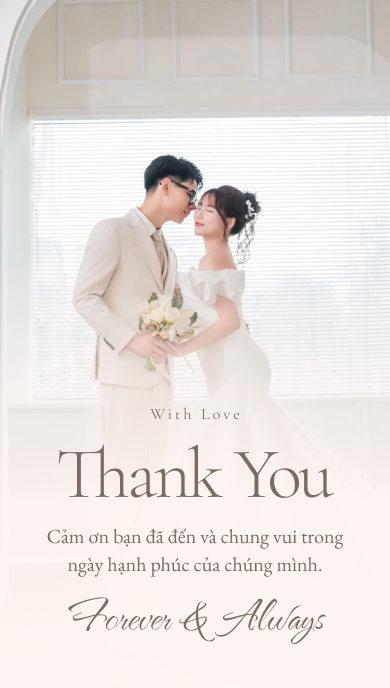 With Love
Thank You
Cảm ơn bạn đã đến và chung vui trong
ngày hạnh phúc của chúng mình.
Forever & Always